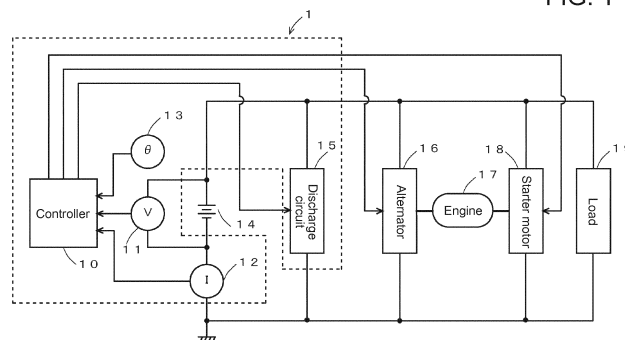 FIG. 1
1
13
θ
15
16
18
17
Controller
V
14
Discharge circuit
Alternator
Engine
Starter motor
Load
10
11
12
I